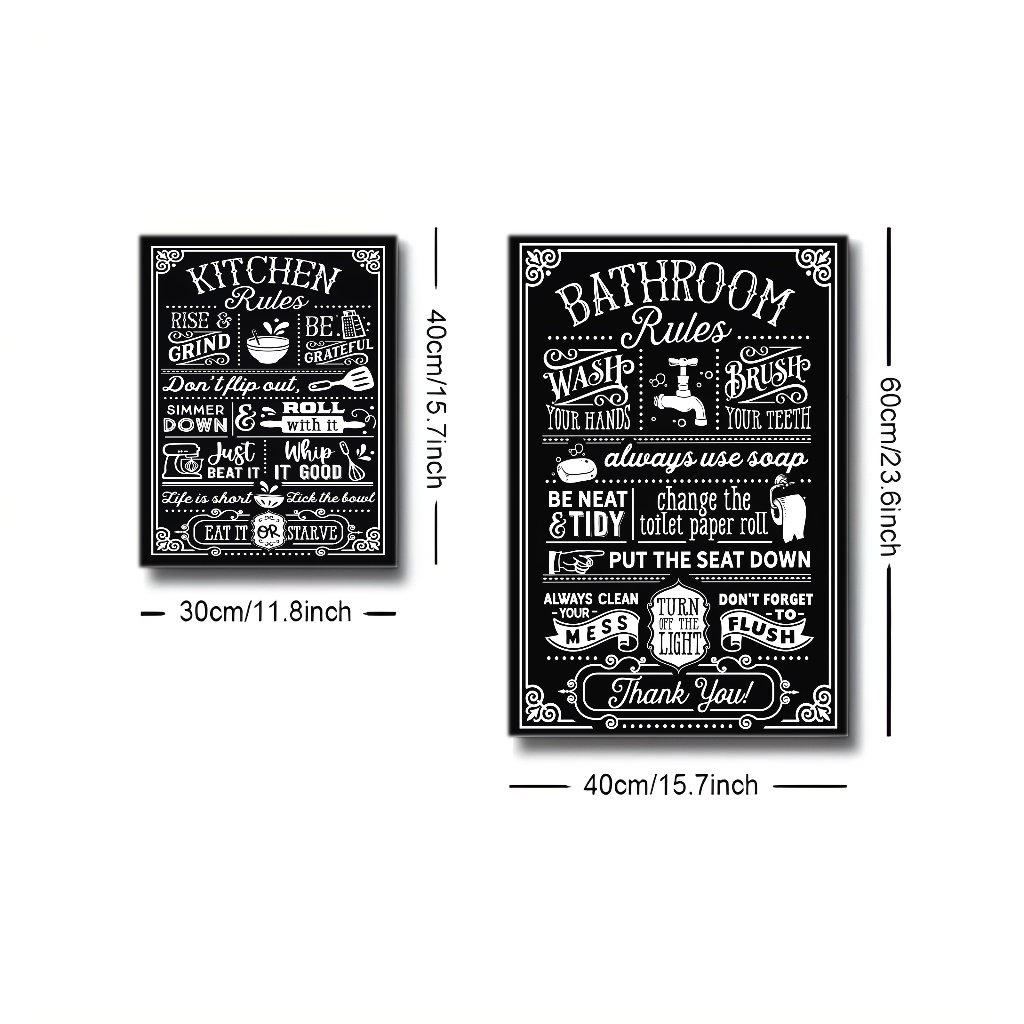 KITCHEN
Rules
RISE &
GRIND
BE
GRATEFUL
Don't flip out,
SIMMER
DOWN
&
ROLL
with it
Just
BEAT IT
Whip
IT GOOD
Life is short
Lick the bowl
EAT IT OR STARVE
40cm/15.7inch
30cm/11.8inch
BATHROOM
Rules
WASH
YOUR HANDS
BRUSH
YOUR TEETH
always use soap
BE NEAT
& TIDY
change the
toilet paper roll
PUT THE SEAT DOWN
ALWAYS CLEAN
-YOUR-
MESS
TURN
OFF THE
LIGHT
DON'T FORGET
-TO-
FLUSH
Thank You!
60cm/23.6inch
40cm/15.7inch